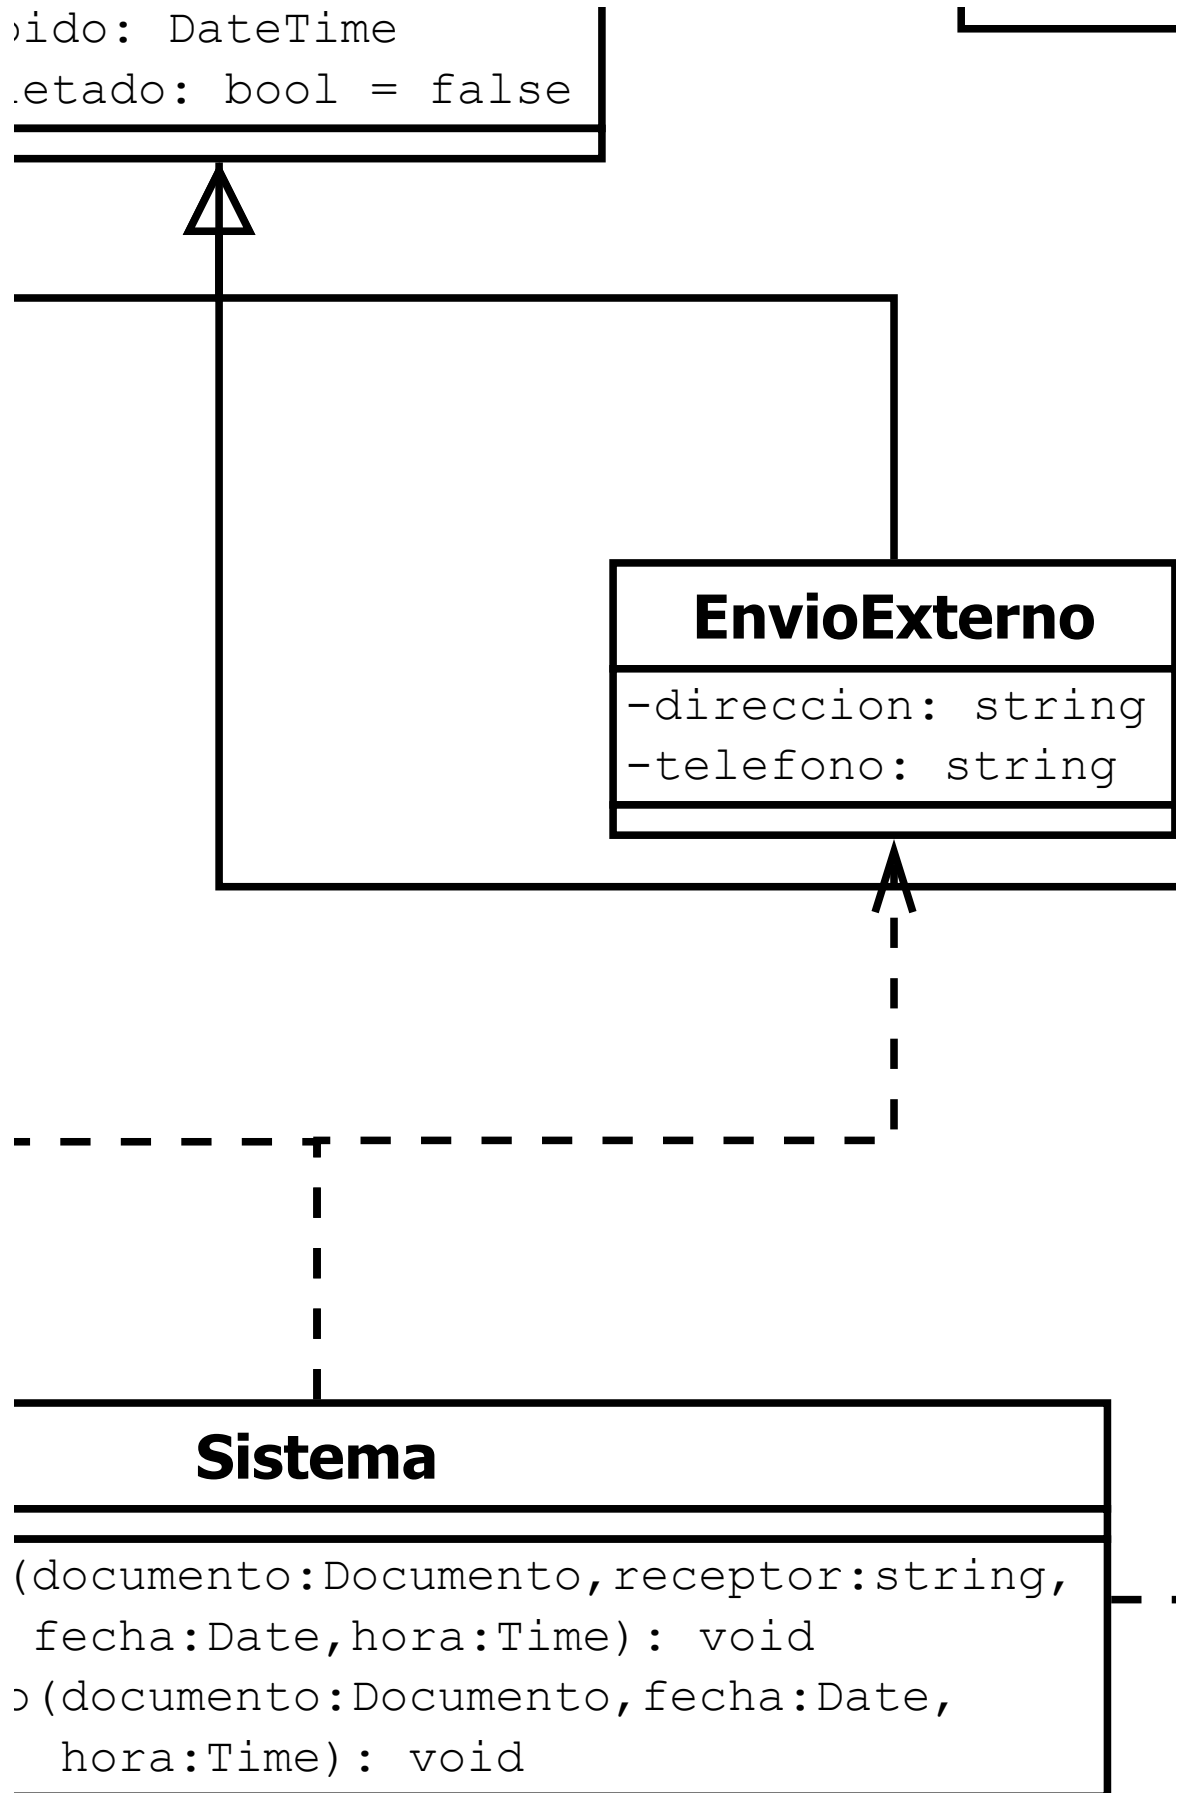 DateTime
bool = false
EnvioExterno
-direccion: string
-telefono: string
Sistema
(documento:Documento,receptor:string,
fecha:Date,hora:Time): void
(documento:Documento,fecha:Date,
hora:Time): void